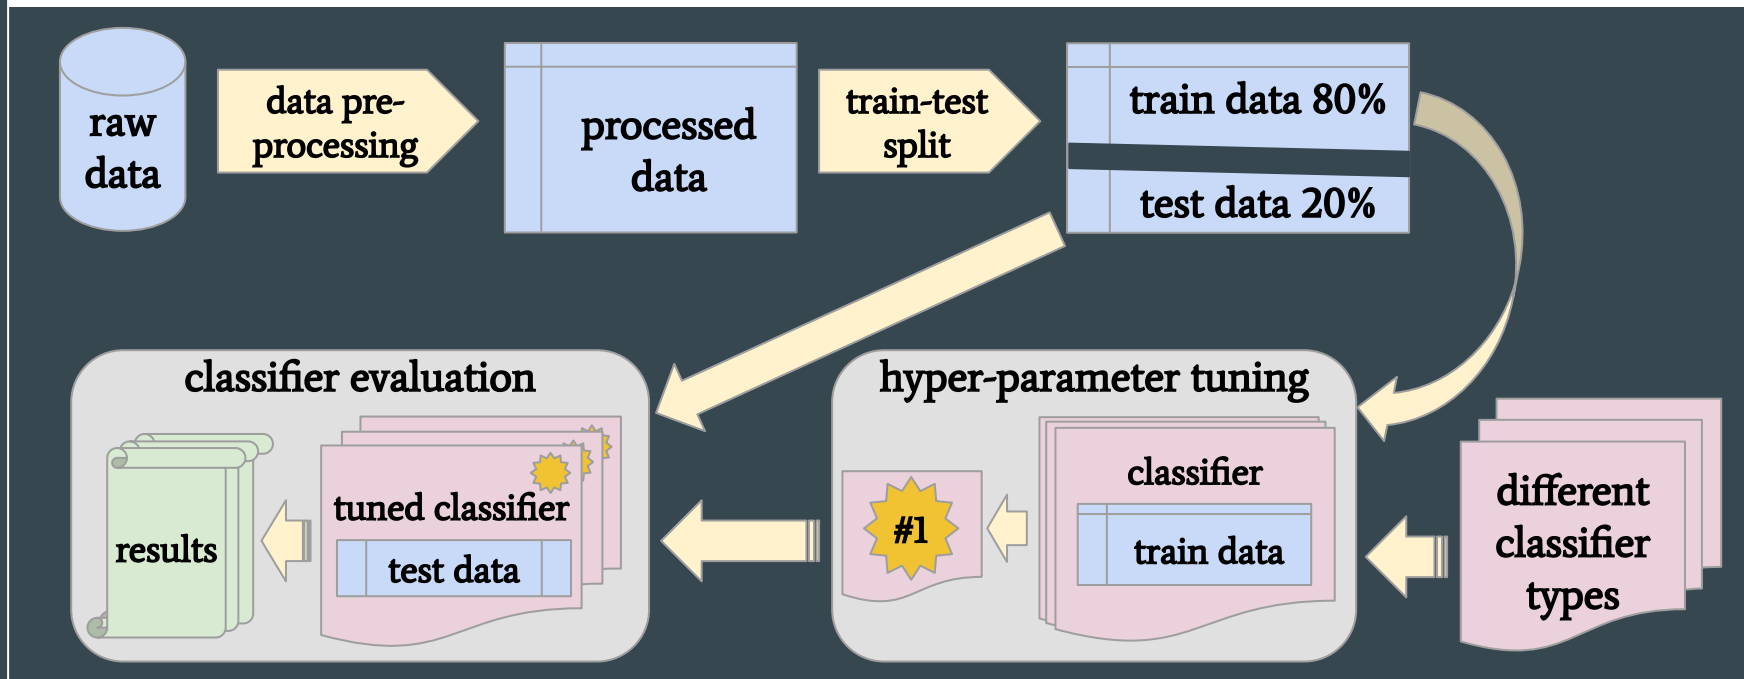 raw
data
data pre-
processing
processed
data
train-test
split
train data 80%
test data 20%
classifier evaluation
results
tuned classifier
test data
hyper-parameter tuning
#1
classifier
train data
different
classifier
types